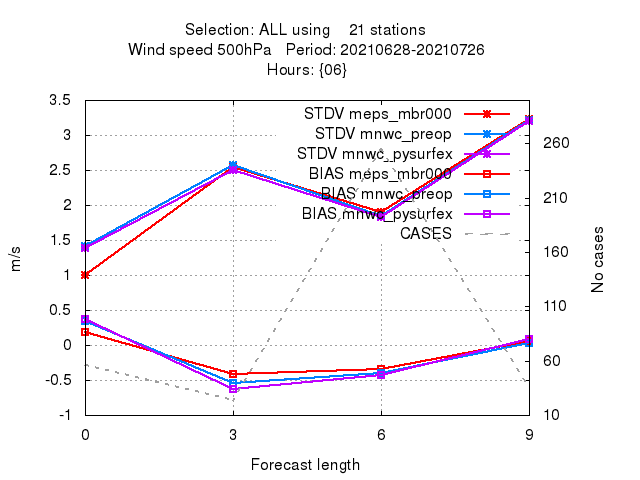 Selection: ALL using    21 stations
Wind speed 500hPa   Period: 20210628-20210726
Hours: {06}
3.5
3
2.5
2
1.5
1
0.5
0
-0.5
-1
m/s
STDV meps_mbr000
STDV mnwc_preop
STDV mnwc_pysurfex
BIAS meps_mbr000
BIAS mnwc_preop
BIAS mnwc_pysurfex
CASES
260
210
160
110
60
10
No cases
0 3 6 9
Forecast length